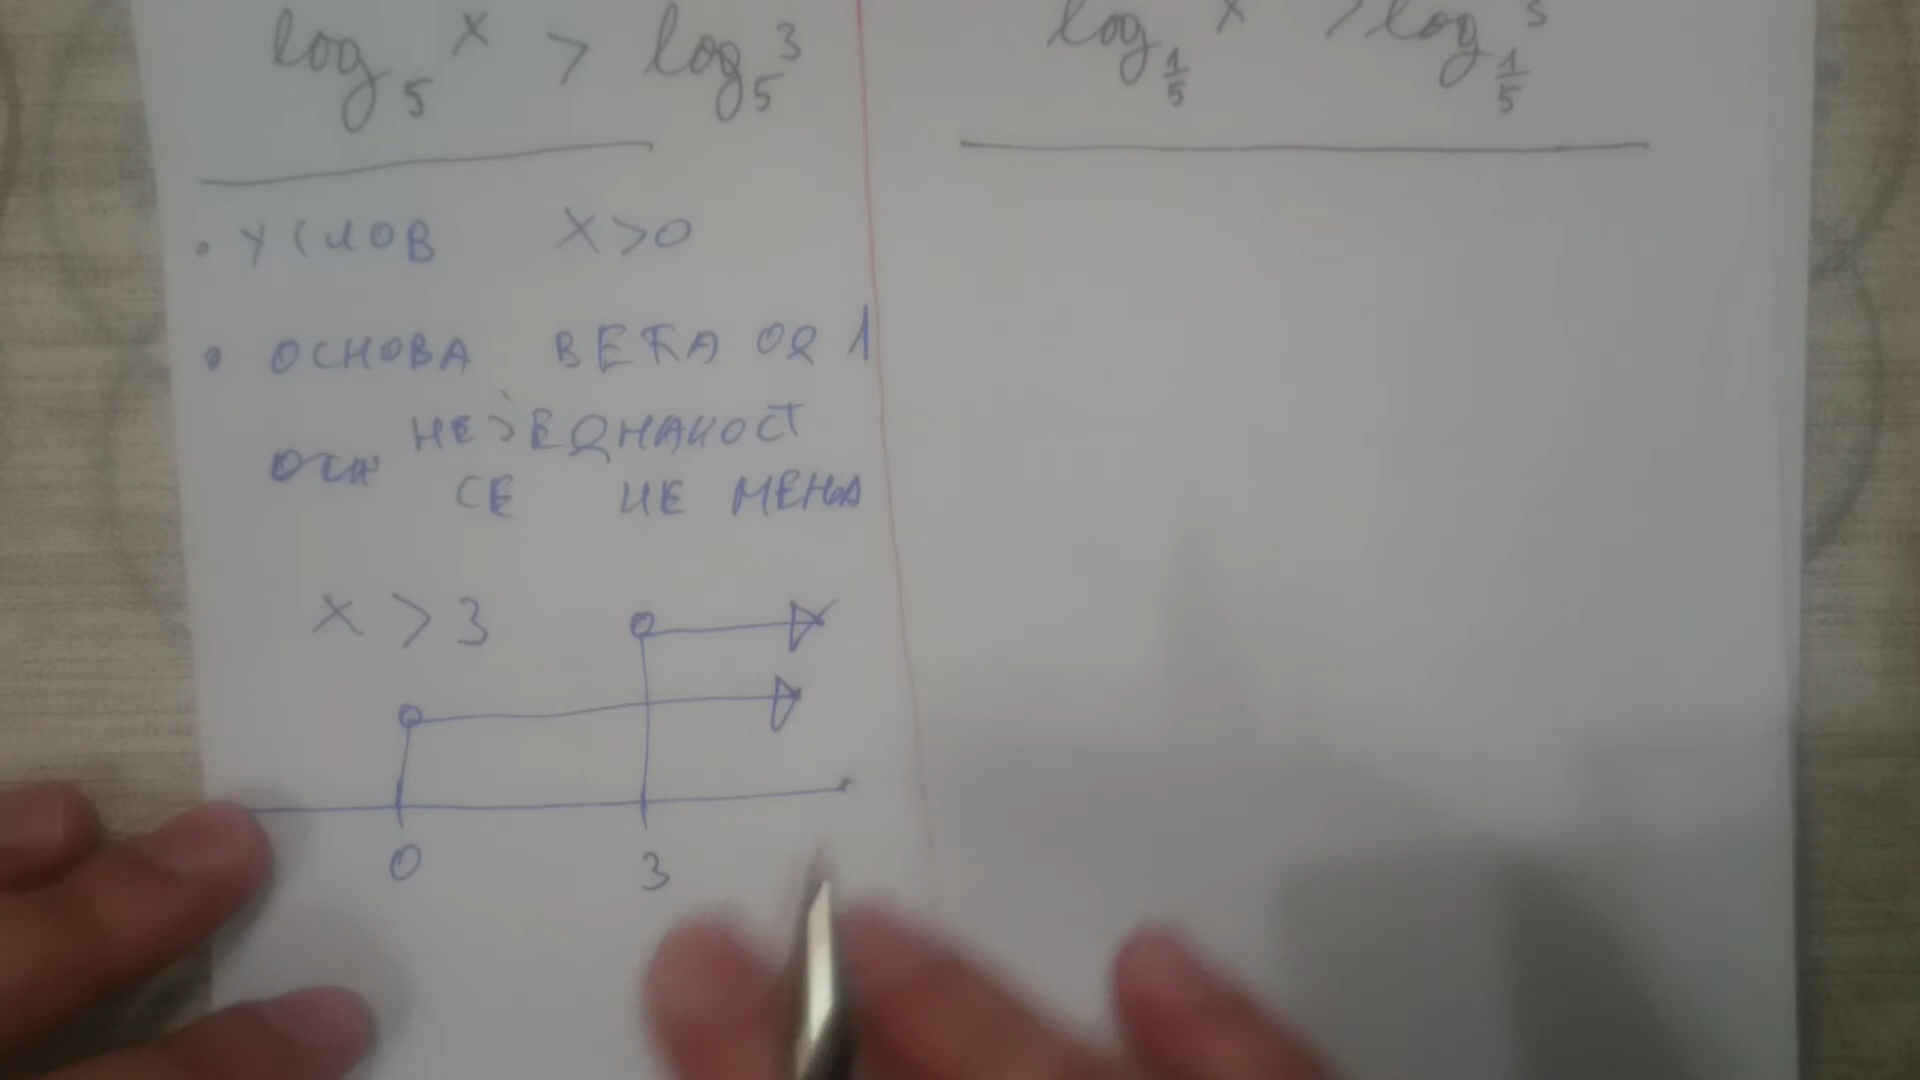 log₅ x > log₅ 3
• УСЛОВ x>0
• ОСНОВА ВЕЌА ОД 1
НЕЈЕДНАКОСТ
СЕ НЕ МЕЊА
x > 3
0 3
log_{1/5} x > log_{1/5} 3